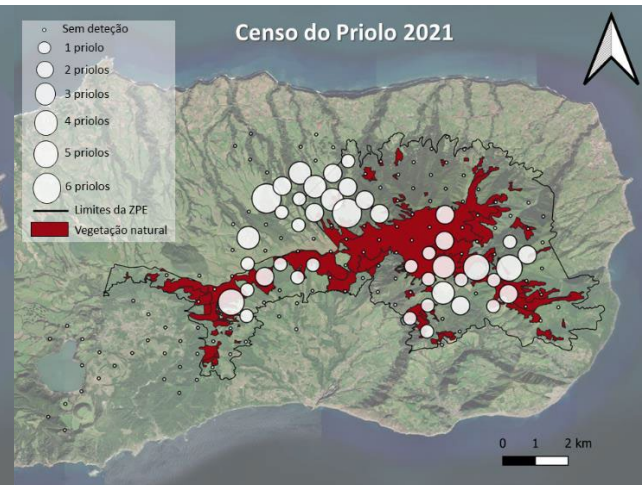 Censo do Priolo 2021
Sem deteção
1 priolo
2 priolos
3 priolos
4 priolos
5 priolos
6 priolos
Limites da ZPE
Vegetação natural
0 1 2 km